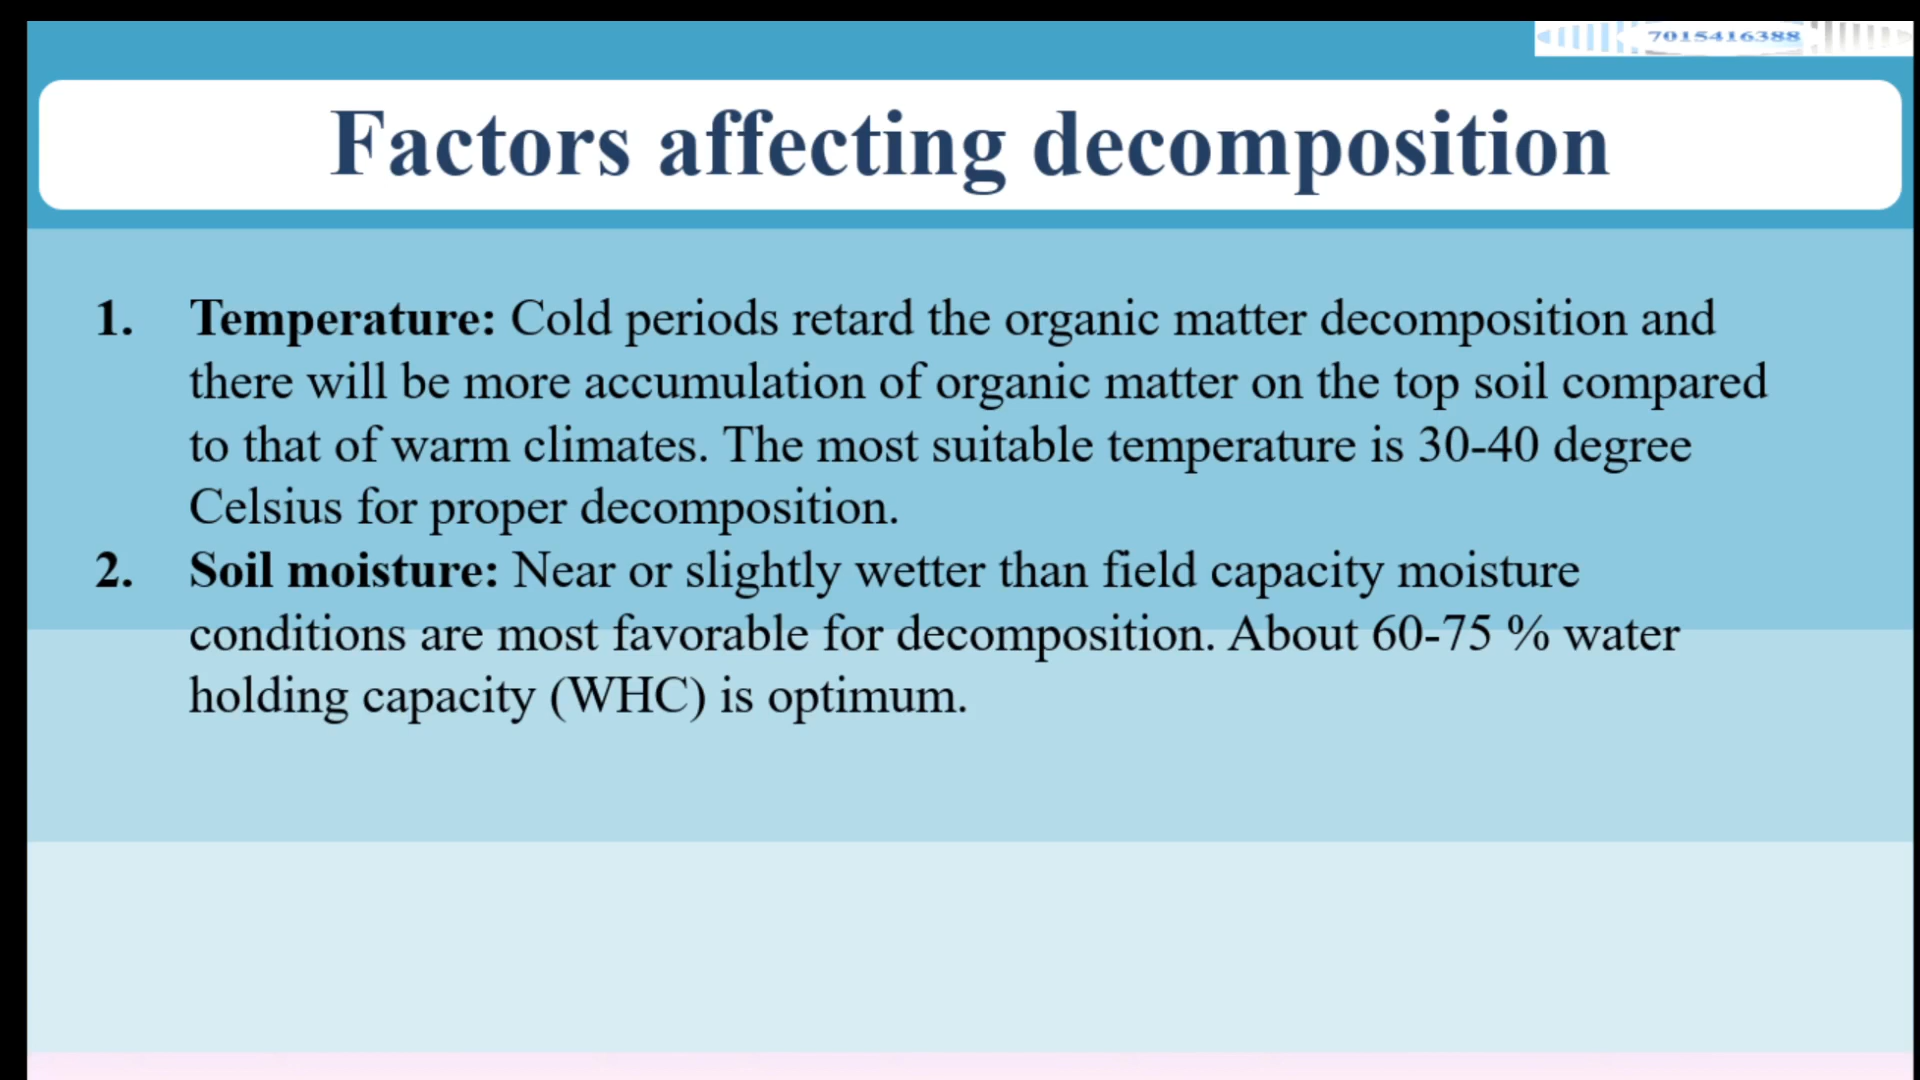 7015416388
Factors affecting decomposition
1. Temperature: Cold periods retard the organic matter decomposition and
there will be more accumulation of organic matter on the top soil compared
to that of warm climates. The most suitable temperature is 30-40 degree
Celsius for proper decomposition.
2. Soil moisture: Near or slightly wetter than field capacity moisture
conditions are most favorable for decomposition. About 60-75 % water
holding capacity (WHC) is optimum.